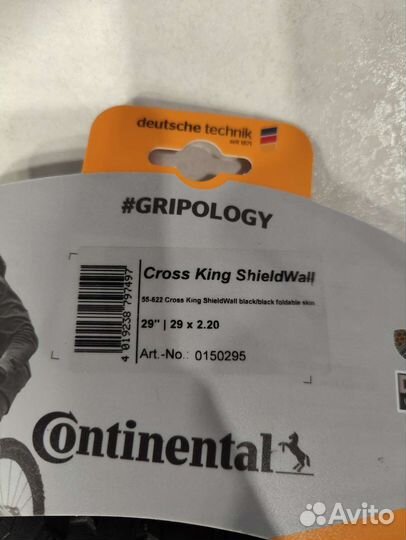 deutsche technik
seit 1871
#GRIPOLOGY
Cross King ShieldWall
55-622 Cross King ShieldWall black/black foldable skin
29" | 29 x 2.20
Art.-No.: 0150295
4 019238 797497
Continental
Avito